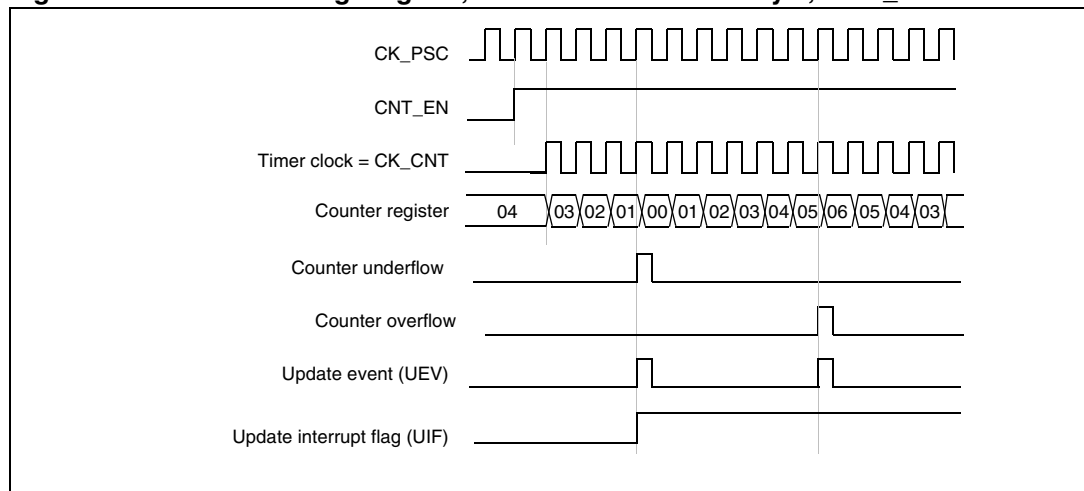 CK_PSC
CNT_EN
Timer clock = CK_CNT
Counter register 04 03 02 01 00 01 02 03 04 05 06 05 04 03
Counter underflow
Counter overflow
Update event (UEV)
Update interrupt flag (UIF)